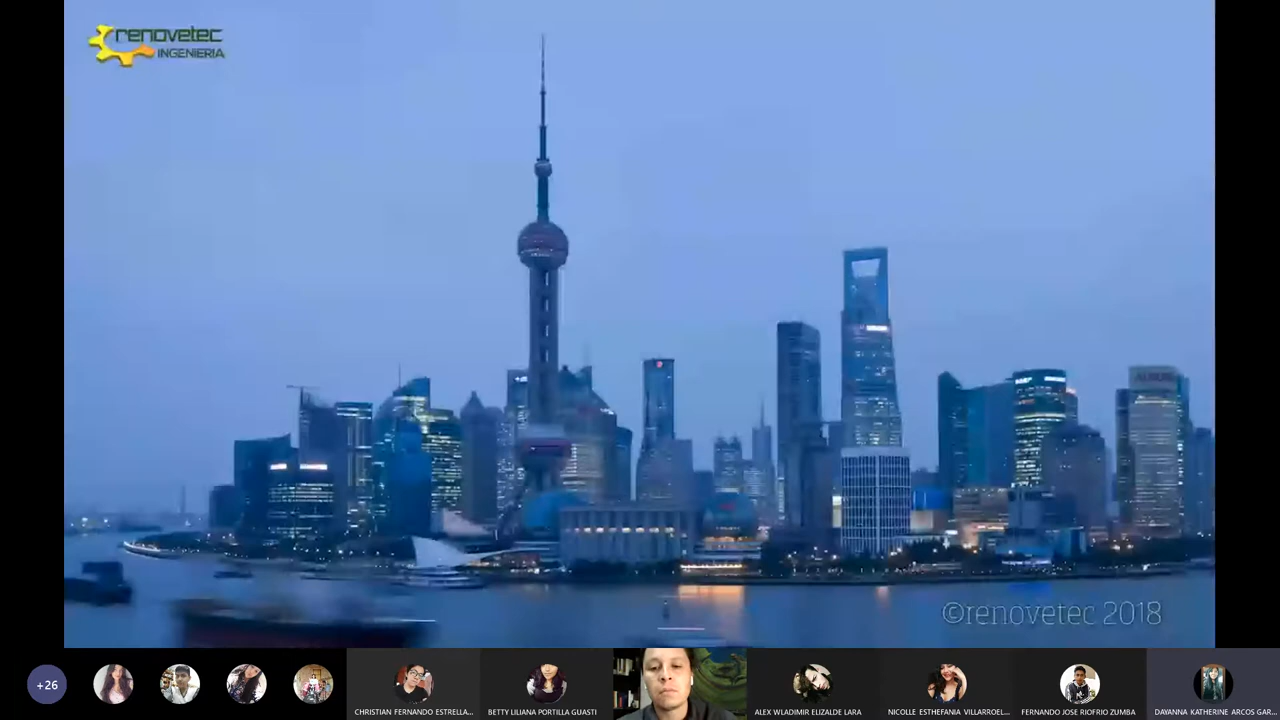 renovetec
INGENIERIA
©renovetec 2018
+26
CHRISTIAN FERNANDO ESTRELLA...
BETTY LILIANA PORTILLA GUASTI
ALEX WLADIMIR ELIZALDE LARA
NICOLLE ESTHEFANIA VILLARROEL...
FERNANDO JOSE RIOFRIO ZUMBA
DAYANNA KATHERINE ARCOS GAR...